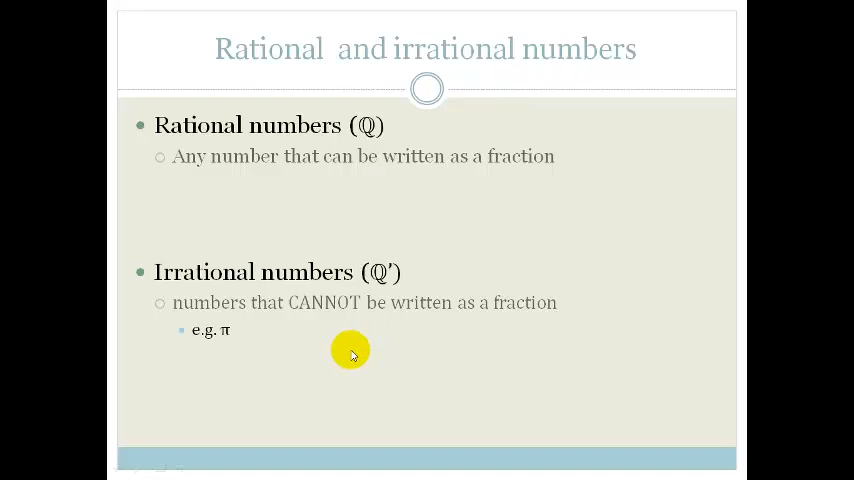 Rational and irrational numbers
Rational numbers (ℚ)
Any number that can be written as a fraction
Irrational numbers (ℚ')
numbers that CANNOT be written as a fraction
e.g. π